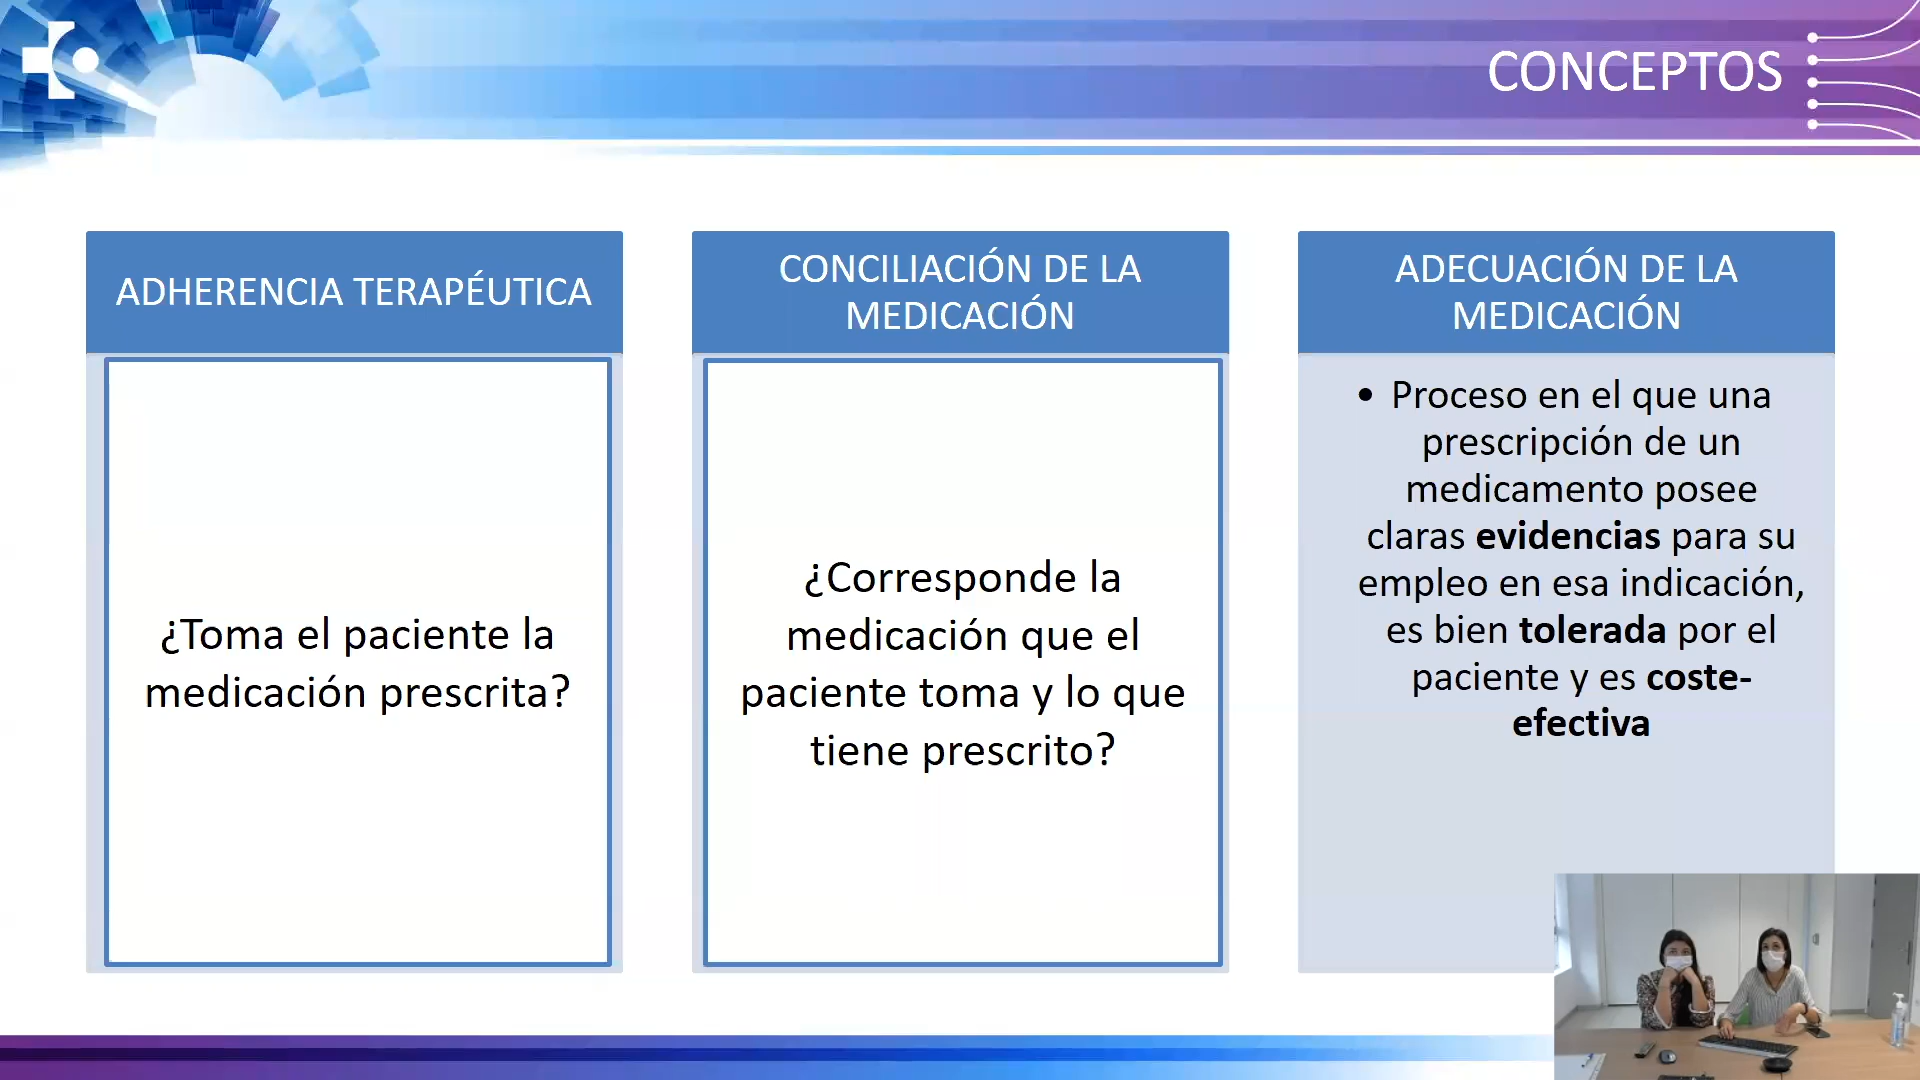 CONCEPTOS
ADHERENCIA TERAPÉUTICA
¿Toma el paciente la
medicación prescrita?
CONCILIACIÓN DE LA
MEDICACIÓN
¿Corresponde la
medicación que el
paciente toma y lo que
tiene prescrito?
ADECUACIÓN DE LA
MEDICACIÓN
• Proceso en el que una
prescripción de un
medicamento posee
claras evidencias para su
empleo en esa indicación,
es bien tolerada por el
paciente y es coste-
efectiva